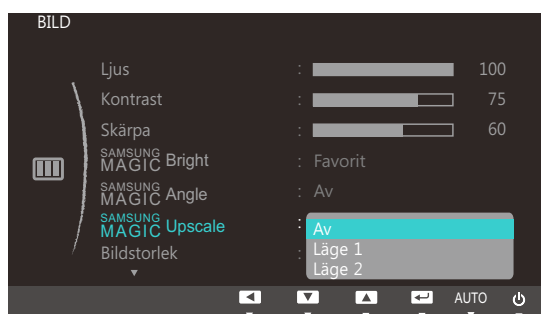 BILD
Ljus : 100
Kontrast : 75
Skärpa : 60
SAMSUNG MAGIC Bright : Favorit
SAMSUNG MAGIC Angle : Av
SAMSUNG MAGIC Upscale : Av
Läge 1
Bildstorlek :
Läge 2
AUTO